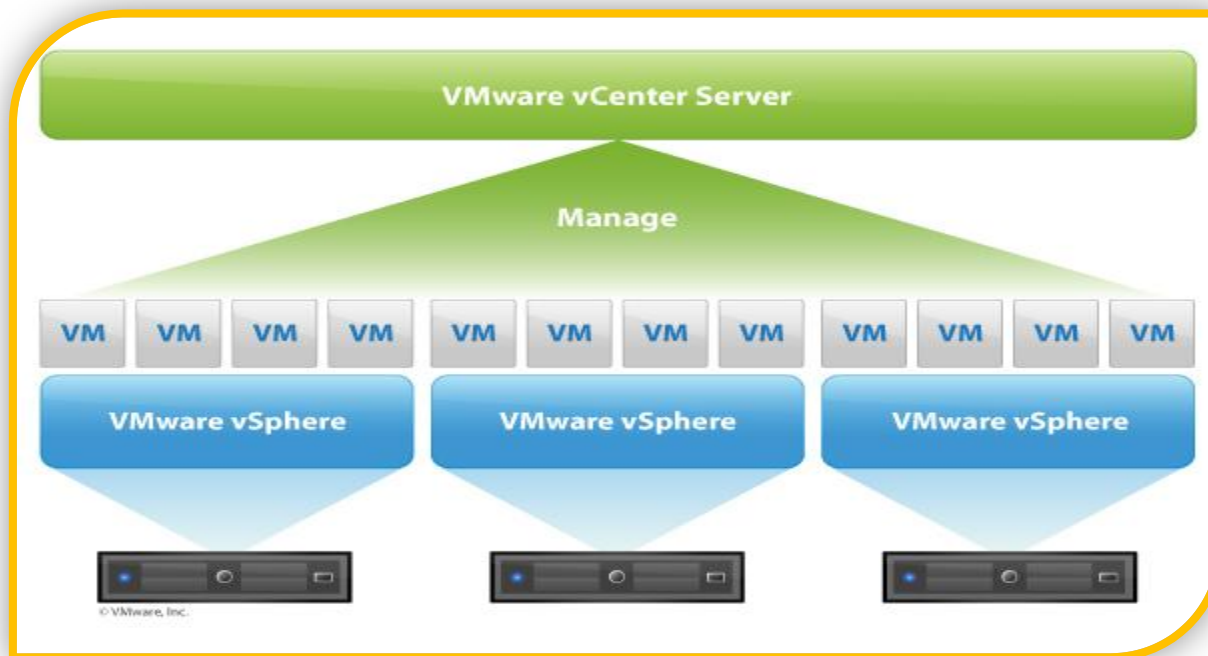 VMware vCenter Server
Manage
VM VM VM VM VM VM VM VM VM VM VM VM
VMware vSphere VMware vSphere VMware vSphere
© VMware, Inc.